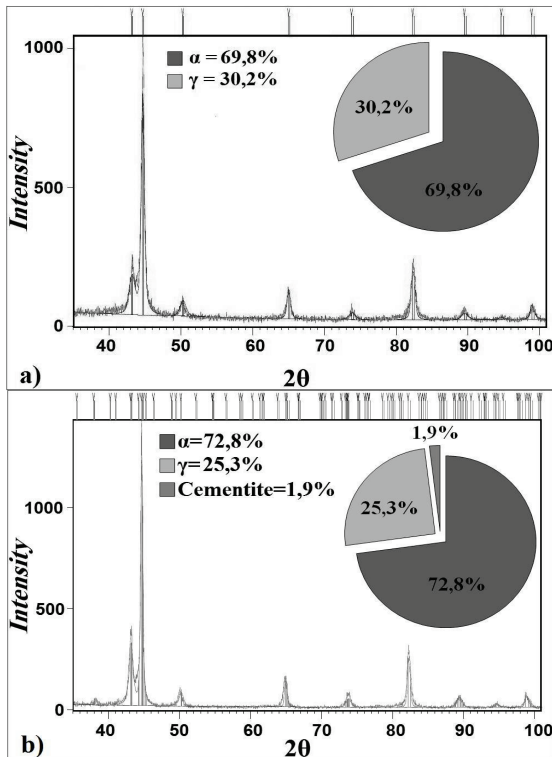 1000
500
0
Intensity
α = 69,8%
γ = 30,2%
30,2%
69,8%
40 50 60 70 80 90 100
2θ
a)
1000
500
0
Intensity
α=72,8%
γ=25,3%
Cementite=1,9%
1,9%
25,3%
72,8%
40 50 60 70 80 90 100
2θ
b)